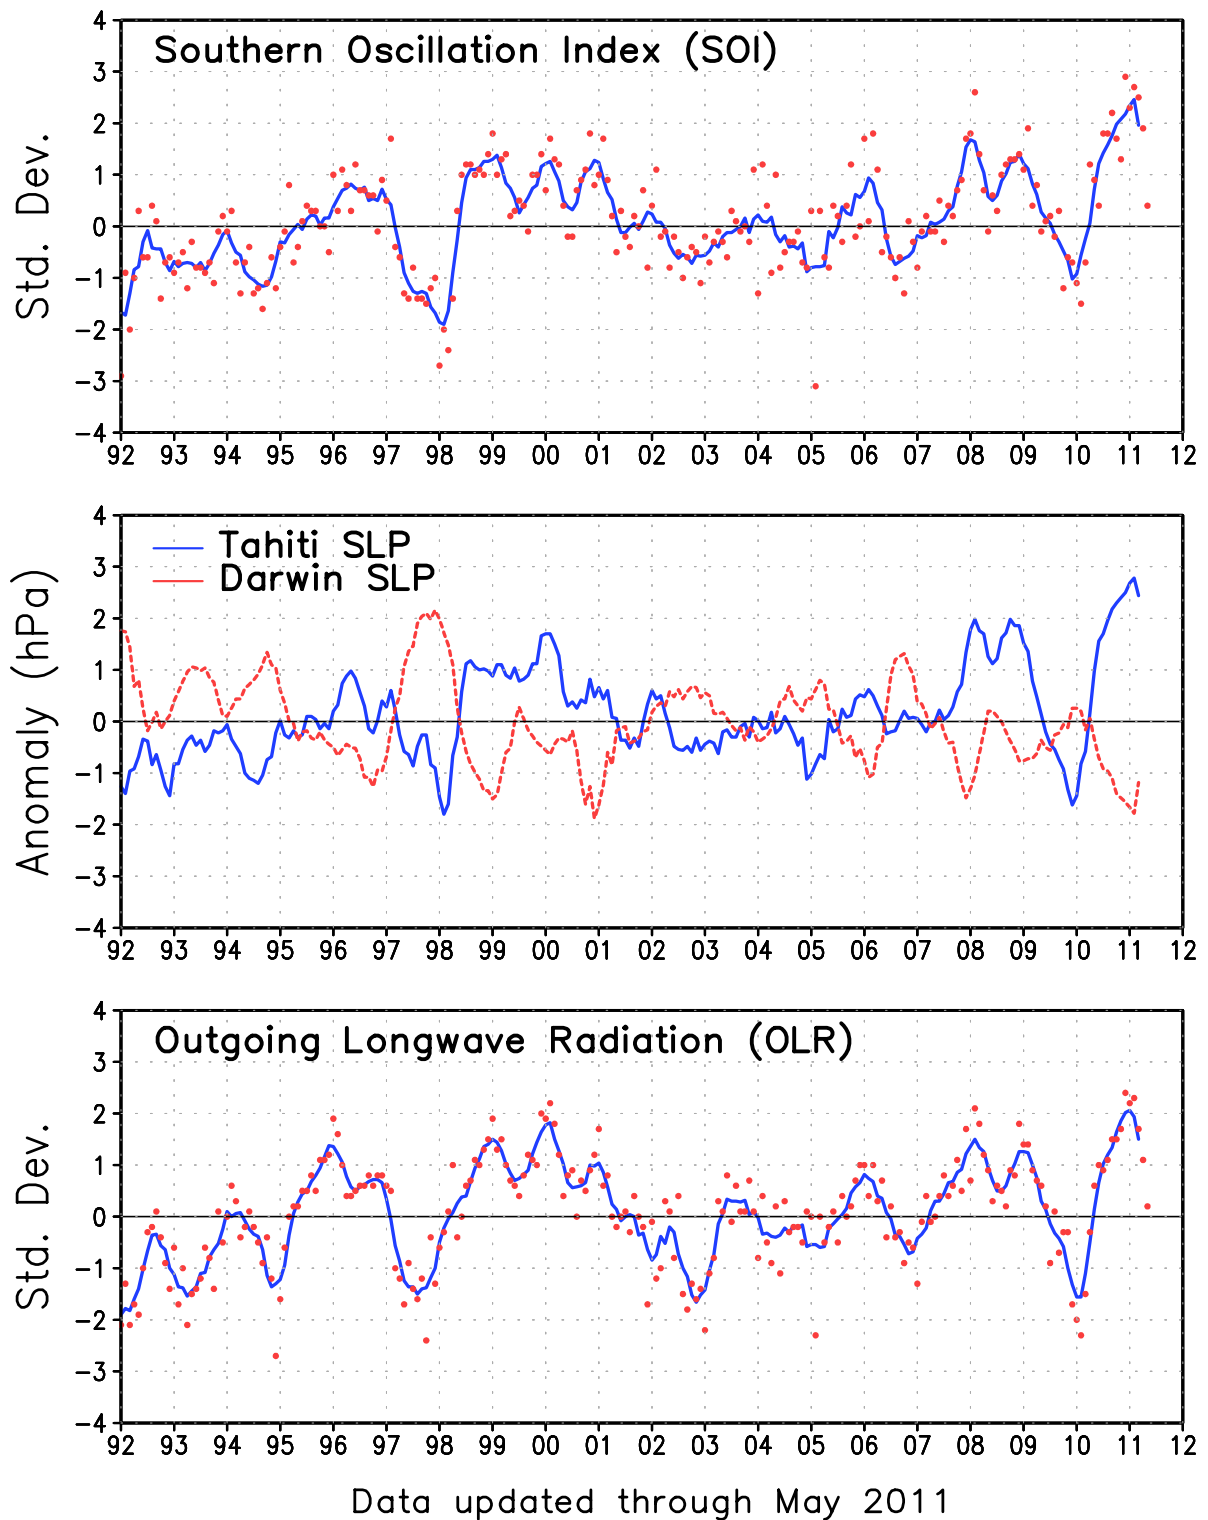 Southern Oscillation Index (SOI)
Std. Dev.
4
3
2
1
0
−1
−2
−3
−4
92 93 94 95 96 97 98 99 00 01 02 03 04 05 06 07 08 09 10 11 12
Tahiti SLP
Darwin SLP
Anomaly (hPa)
4
3
2
1
0
−1
−2
−3
−4
92 93 94 95 96 97 98 99 00 01 02 03 04 05 06 07 08 09 10 11 12
Outgoing Longwave Radiation (OLR)
Std. Dev.
4
3
2
1
0
−1
−2
−3
−4
92 93 94 95 96 97 98 99 00 01 02 03 04 05 06 07 08 09 10 11 12
Data updated through May 2011